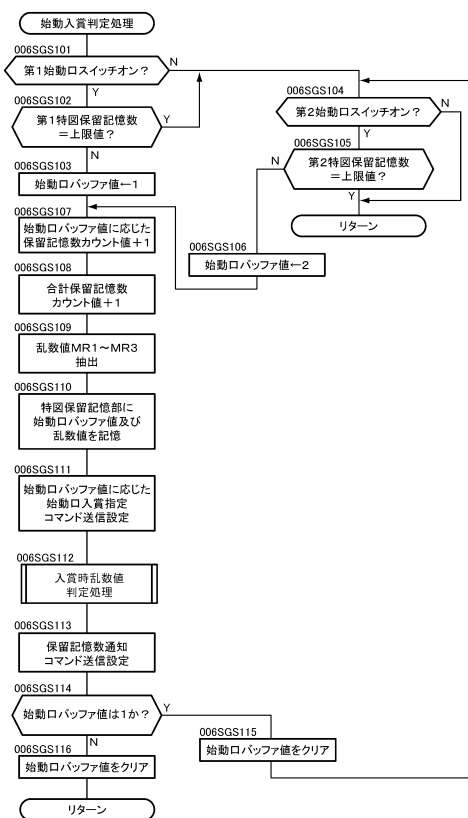 始動入賞判定処理
006SGS101
第1始動口スイッチオン?
N
Y
006SGS102
第1特図保留記憶数
=上限値?
Y
N
006SGS103
始動口バッファ値←1
006SGS104
第2始動口スイッチオン?
N
Y
006SGS105
第2特図保留記憶数
=上限値?
N
Y
リターン
006SGS106
始動口バッファ値←2
006SGS107
始動口バッファ値に応じた
保留記憶数カウント値+1
006SGS108
合計保留記憶数
カウント値+1
006SGS109
乱数値MR1~MR3
抽出
006SGS110
特図保留記憶部に
始動口バッファ値及び
乱数値を記憶
006SGS111
始動口バッファ値に応じた
始動口入賞指定
コマンド送信設定
006SGS112
入賞時乱数値
判定処理
006SGS113
保留記憶数通知
コマンド送信設定
006SGS114
始動口バッファ値は1か?
Y
N
006SGS115
始動口バッファ値をクリア
006SGS116
始動口バッファ値をクリア
リターン